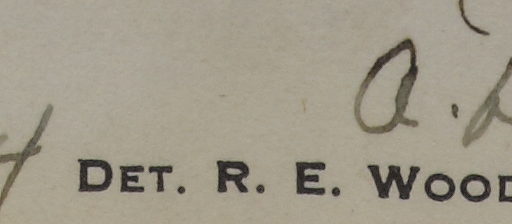 a.
DET. R. E. WOOD